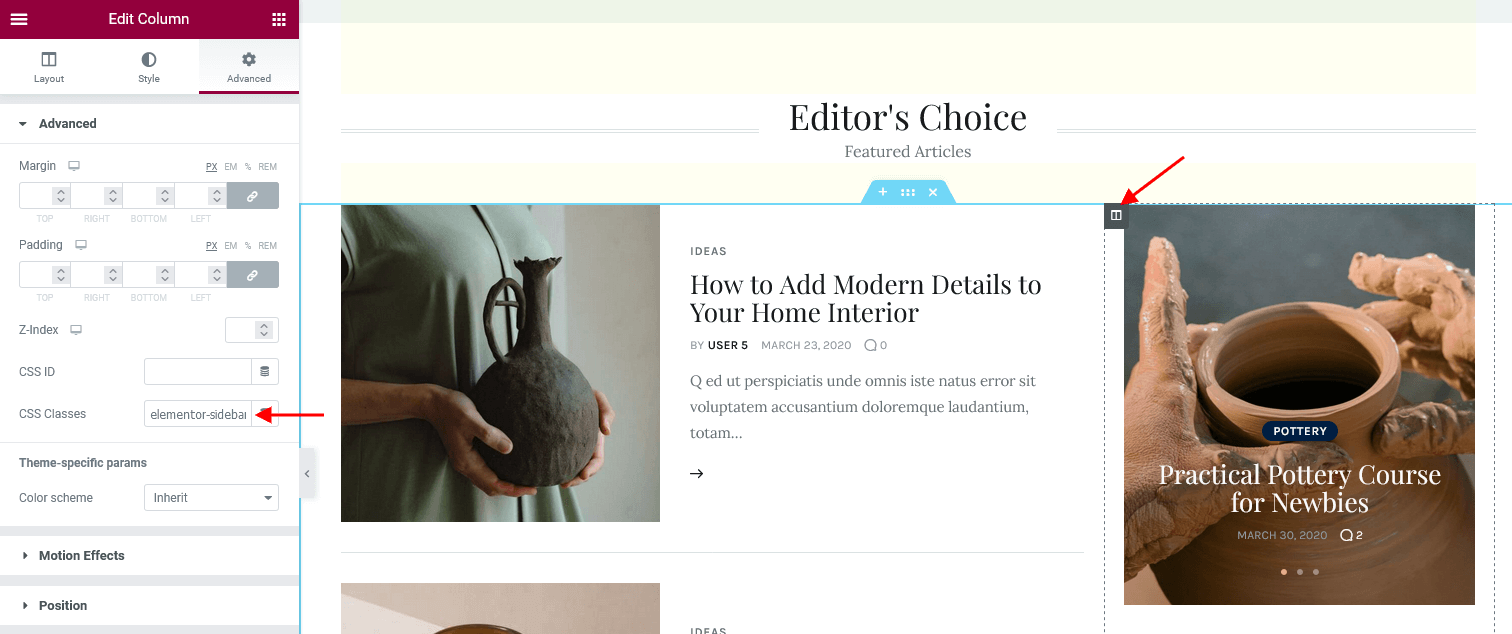 Edit Column
Layout
Style
Advanced
Advanced
Margin
PX EM % REM
TOP RIGHT BOTTOM LEFT
Padding
PX EM % REM
TOP RIGHT BOTTOM LEFT
Z-Index
CSS ID
CSS Classes
elementor-sidebar
Theme-specific params
Color scheme
Inherit
Motion Effects
Position
Editor's Choice
Featured Articles
IDEAS
How to Add Modern Details to
Your Home Interior
BY USER 5 MARCH 23, 2020 0
Q ed ut perspiciatis unde omnis iste natus error sit
voluptatem accusantium doloremque laudantium,
totam...
IDEAS
POTTERY
Practical Pottery Course
for Newbies
MARCH 30, 2020 2